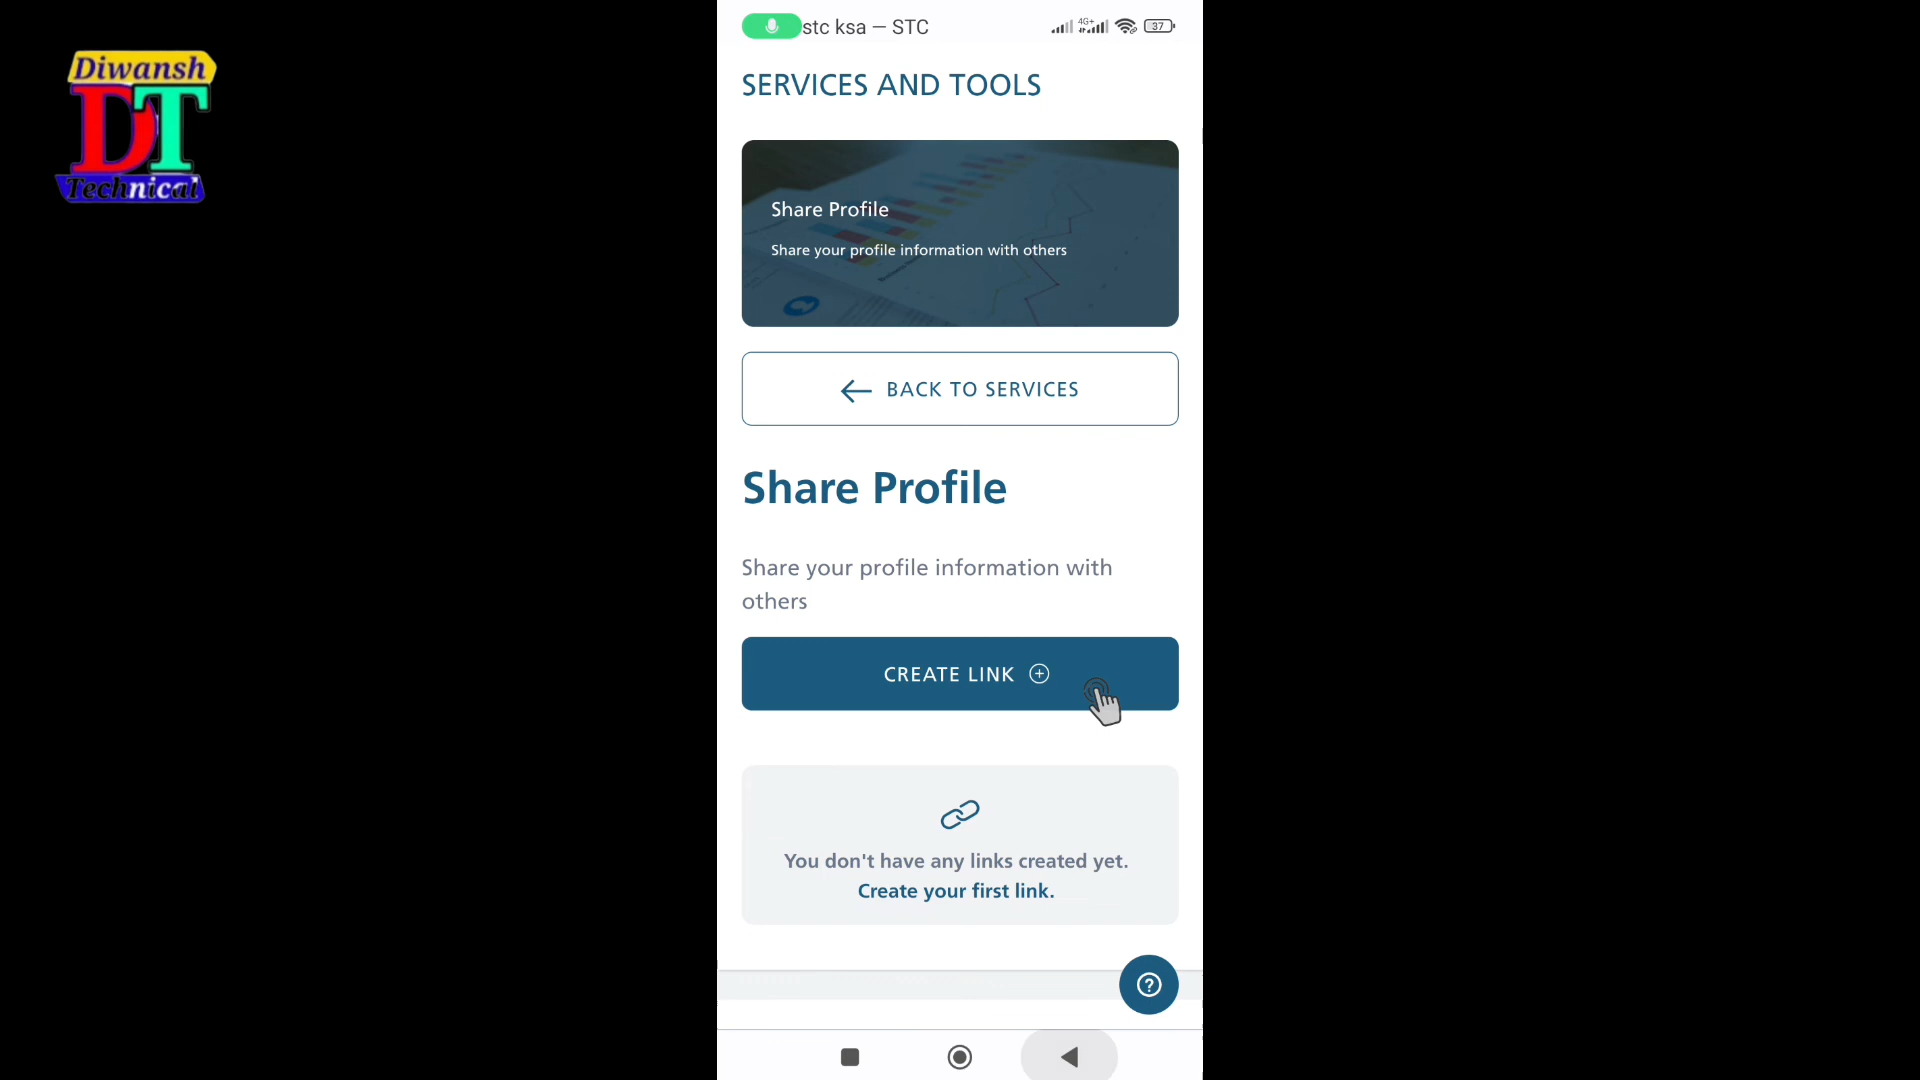 Diwansh
DT
Technical
stc ksa — STC
4G+
37
SERVICES AND TOOLS
Share Profile
Share your profile information with others
BACK TO SERVICES
Share Profile
Share your profile information with
others
CREATE LINK
You don't have any links created yet.
Create your first link.